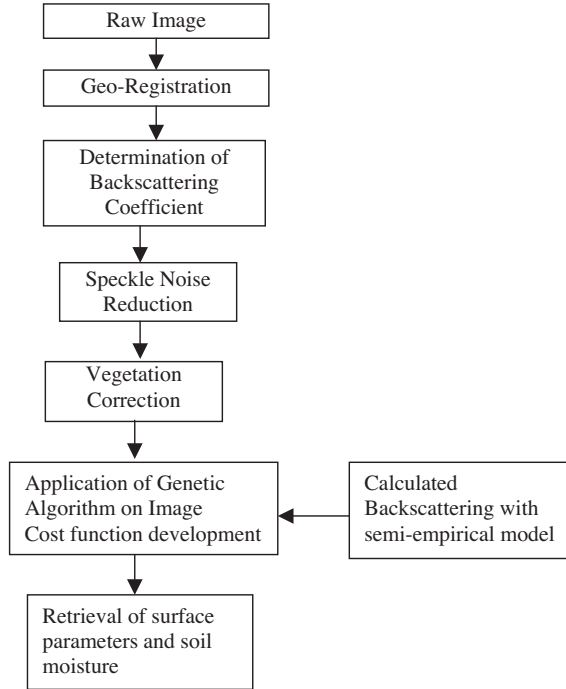 Raw Image
Geo-Registration
Determination of
Backscattering
Coefficient
Speckle Noise
Reduction
Vegetation
Correction
Application of Genetic
Algorithm on Image
Cost function development
Calculated
Backscattering with
semi-empirical model
Retrieval of surface
parameters and soil
moisture